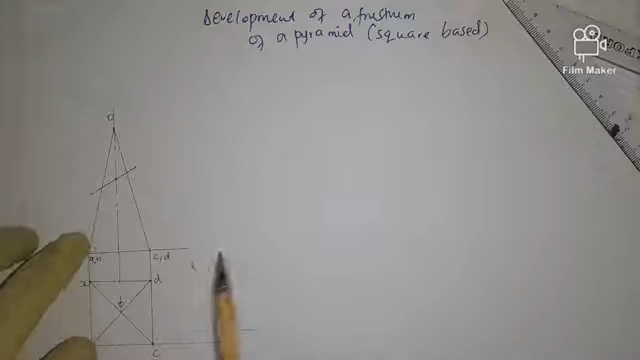 Development of a frustum
of a pyramid (square based)
Film Maker
o
a,b
c,d
a
d
t
c